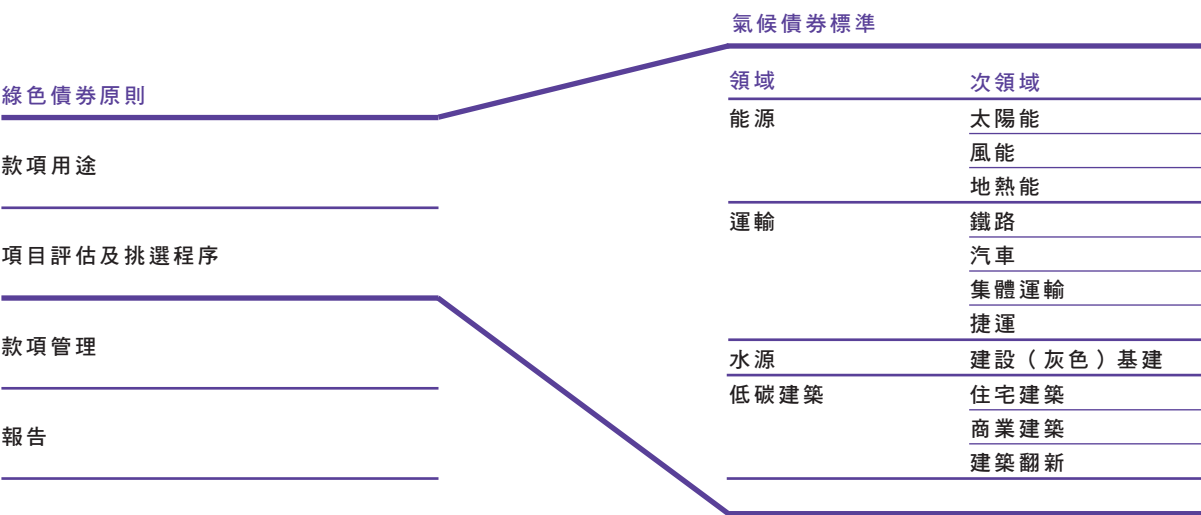 綠色債券原則
款項用途
項目評估及挑選程序
款項管理
報告
氣候債券標準
領域 次領域
能源 太陽能
風能
地熱能
運輸 鐵路
汽車
集體運輸
捷運
水源 建設（灰色）基建
低碳建築 住宅建築
商業建築
建築翻新